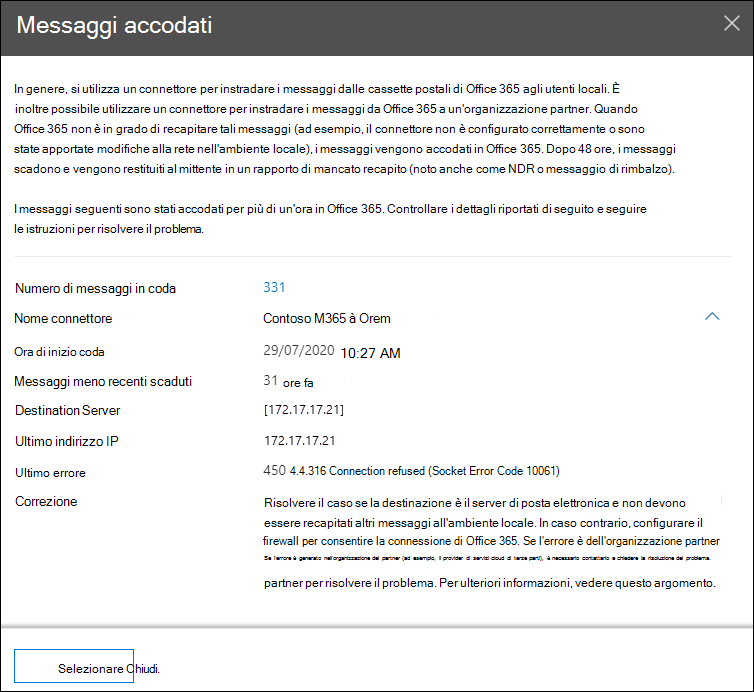 Messaggi accodati
In genere, si utilizza un connettore per instradare i messaggi dalle cassette postali di Office 365 agli utenti locali. È
inoltre possibile utilizzare un connettore per instradare i messaggi da Office 365 a un'organizzazione partner. Quando
Office 365 non è in grado di recapitare tali messaggi (ad esempio, il connettore non è configurato correttamente o sono
state apportate modifiche alla rete nell'ambiente locale), i messaggi vengono accodati in Office 365. Dopo 48 ore, i messaggi
scadono e vengono restituiti al mittente in un rapporto di mancato recapito (noto anche come NDR o messaggio di rimbalzo).
I messaggi seguenti sono stati accodati per più di un'ora in Office 365. Controllare i dettagli riportati di seguito e seguire
le istruzioni per risolvere il problema.
Numero di messaggi in coda 331
Nome connettore Contoso M365 à Orem
Ora di inizio coda 29/07/2020 10:27 AM
Messaggi meno recenti scaduti 31 ore fa
Destination Server [172.17.17.21]
Ultimo indirizzo IP 172.17.17.21
Ultimo errore 450 4.4.316 Connection refused (Socket Error Code 10061)
Correzione Risolvere il caso se la destinazione è il server di posta elettronica e non devono
essere recapitati altri messaggi all'ambiente locale. In caso contrario, configurare il
firewall per consentire la connessione di Office 365. Se l'errore è dell'organizzazione partner
Se l'errore è generato nell'organizzazione del partner (ad esempio, il provider di servizi cloud di terze parti), è necessario contattarlo e chiedere la risoluzione del problema.
partner per risolvere il problema. Per ulteriori informazioni, vedere questo argomento.
Selezionare Chiudi.